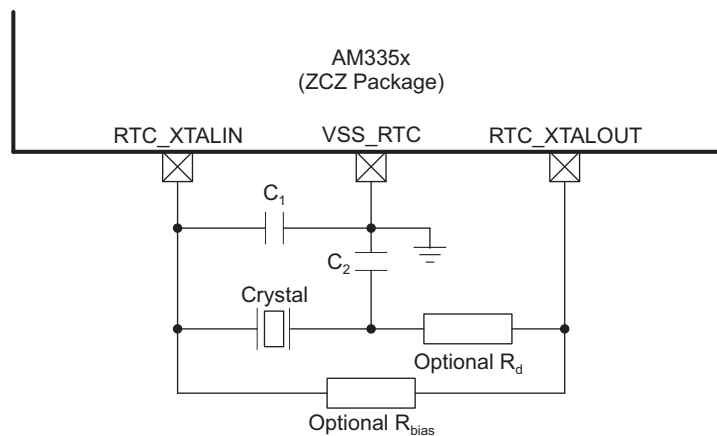 AM335x
(ZCZ Package)
RTC_XTALIN
VSS_RTC
RTC_XTALOUT
C1
C2
Crystal
Optional Rd
Optional Rbias